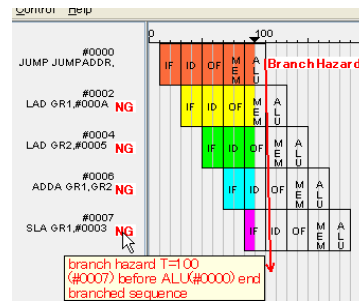 Control Help
0 100
#0000
JUMP JUMPADDR,
IF ID OF MEM ALU
Branch Hazard
#0002
LAD GR1,#000A NG
IF ID OF MEM ALU
#0004
LAD GR2,#0005 NG
IF ID OF MEM ALU
#0006
ADDA GR1,GR2 NG
IF ID OF MEM ALU
#0007
SLA GR1,#0003 NG
IF ID OF MEM ALU
branch hazard T=100
(#0007) before ALU(#0000) end
branched sequence